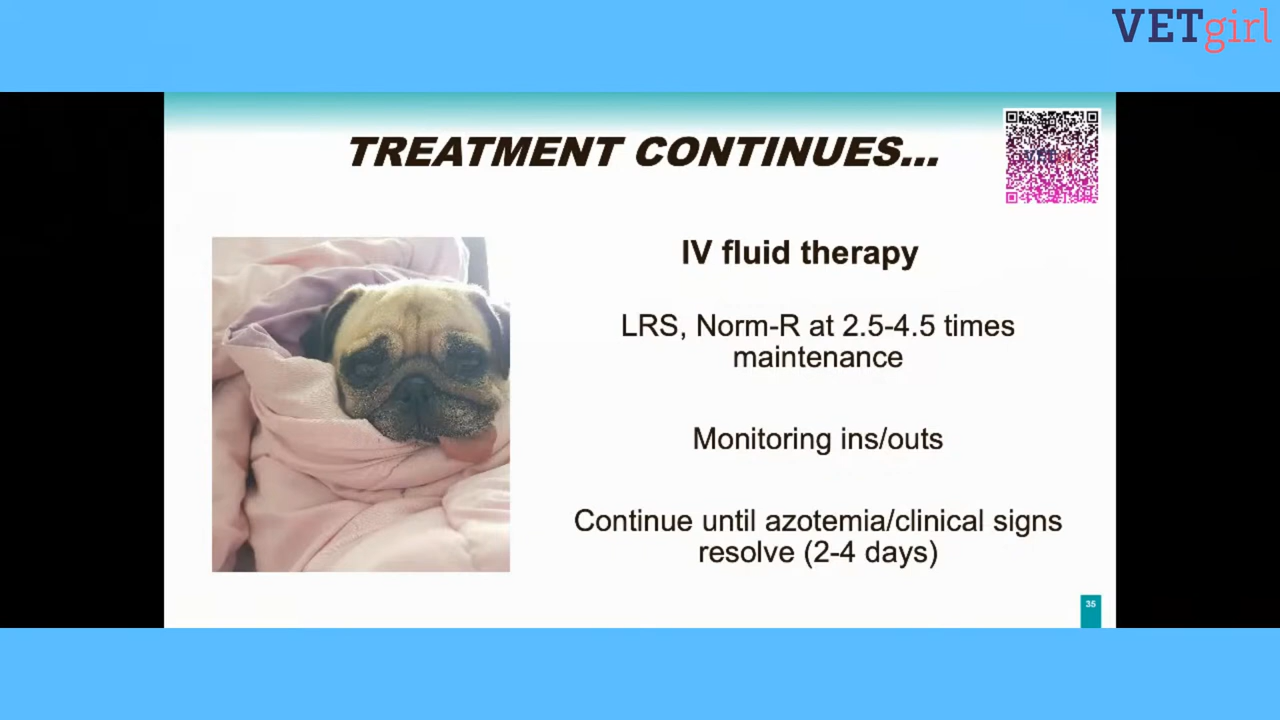 VETgirl
TREATMENT CONTINUES...
IV fluid therapy
LRS, Norm-R at 2.5-4.5 times
maintenance
Monitoring ins/outs
Continue until azotemia/clinical signs
resolve (2-4 days)
35